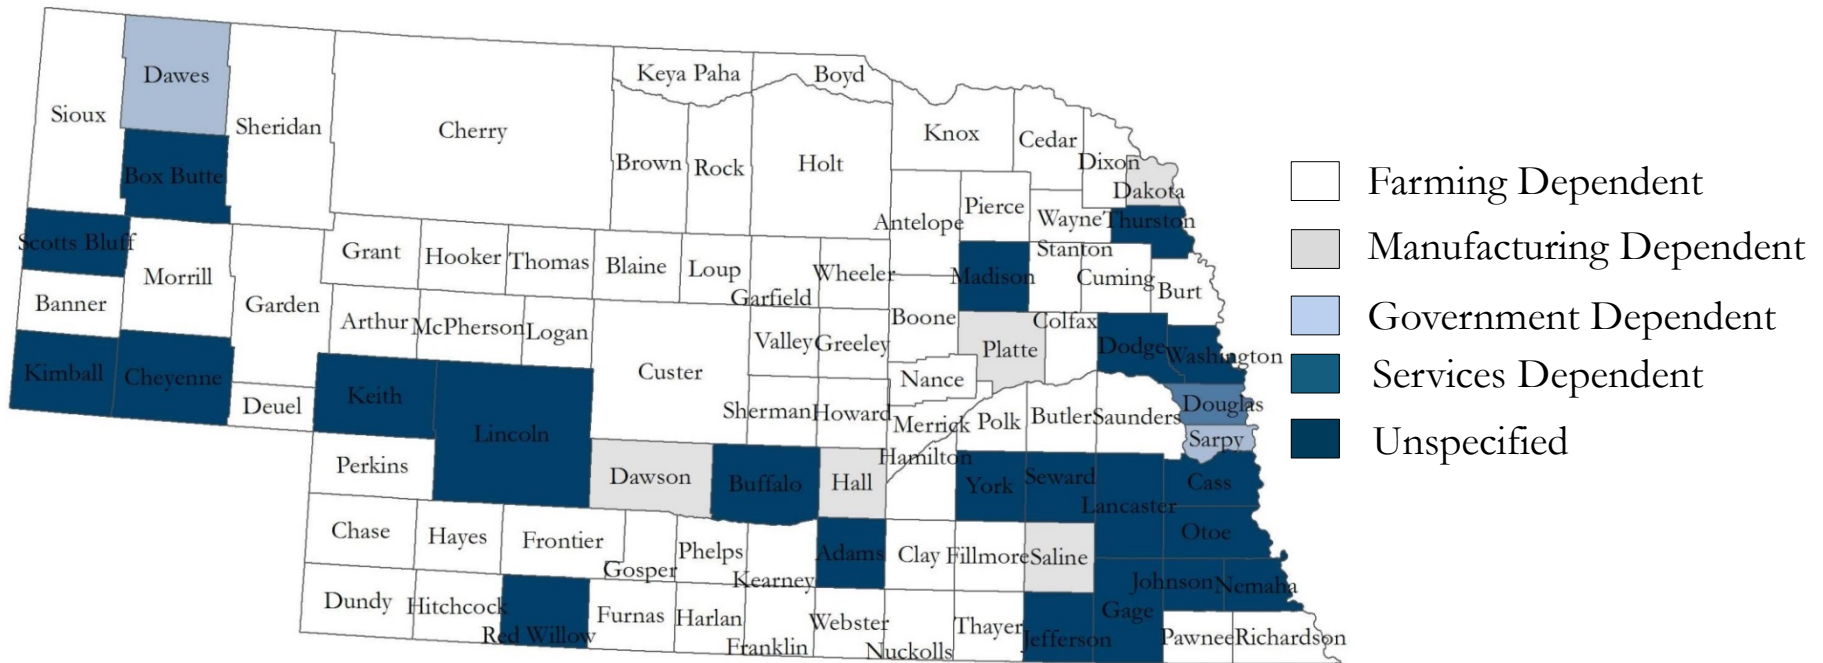 Keya Paha
Boyd
Dawes
Sioux
Sheridan
Cherry
Knox
Cedar
Brown
Rock
Holt
Dixon
Box Butte
Dakota
Pierce
Antelope
Wayne
Thurston
Scotts Bluff
Grant
Hooker
Thomas
Blaine
Loup
Wheeler
Stanton
Morrill
Madison
Cuming
Burt
Garfield
Banner
Garden
Arthur
McPherson
Logan
Boone
Colfax
Valley
Greeley
Platte
Dodge
Washington
Kimball
Cheyenne
Custer
Nance
Keith
Deuel
Sherman
Howard
Merrick
Polk
Butler
Saunders
Douglas
Lincoln
Sarpy
Perkins
Hamilton
Dawson
Buffalo
Hall
York
Seward
Cass
Lancaster
Chase
Hayes
Frontier
Otoe
Phelps
Adams
Clay
Fillmore
Saline
Gosper
Kearney
Johnson
Nemaha
Dundy
Hitchcock
Furnas
Harlan
Gage
Red Willow
Webster
Thayer
Jefferson
Pawnee
Richardson
Franklin
Nuckolls
Farming Dependent
Manufacturing Dependent
Government Dependent
Services Dependent
Unspecified